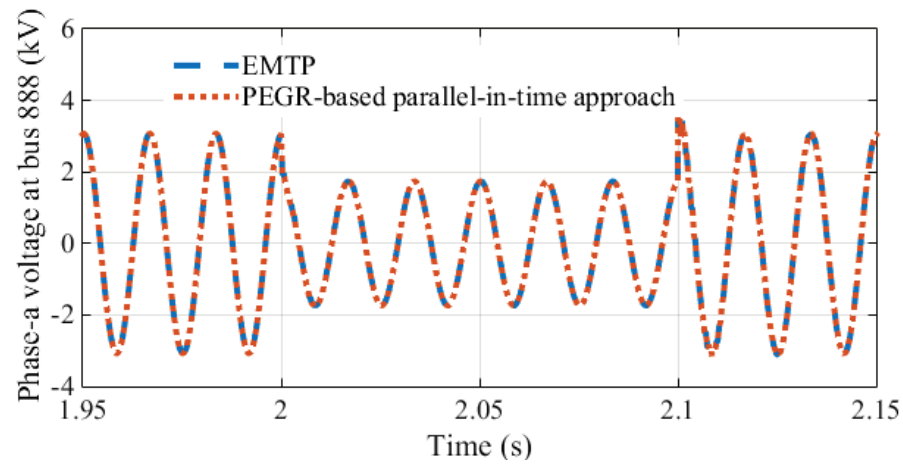 6
4
2
0
-2
-4
Phase-a voltage at bus 888 (kV)
EMTP
PEGR-based parallel-in-time approach
1.95
2
2.05
2.1
2.15
Time (s)